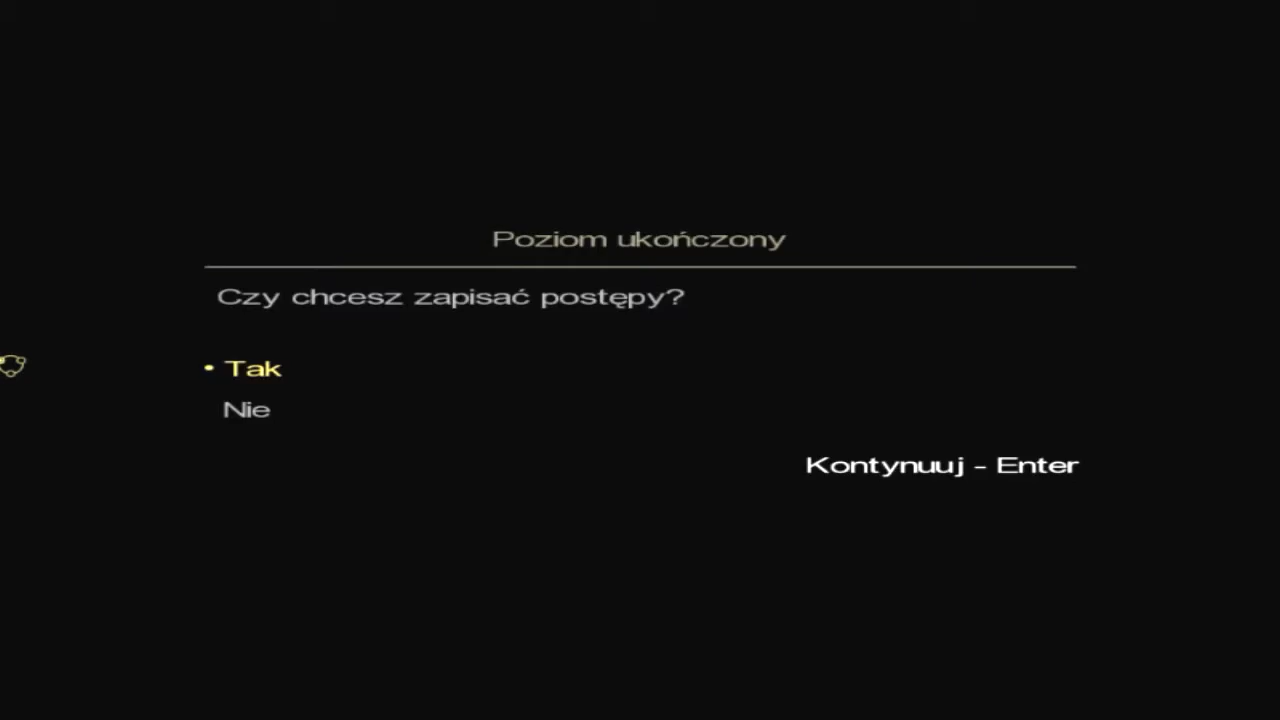 Poziom ukończony
Czy chcesz zapisać postępy?
• Tak
Nie
Kontynuuj - Enter